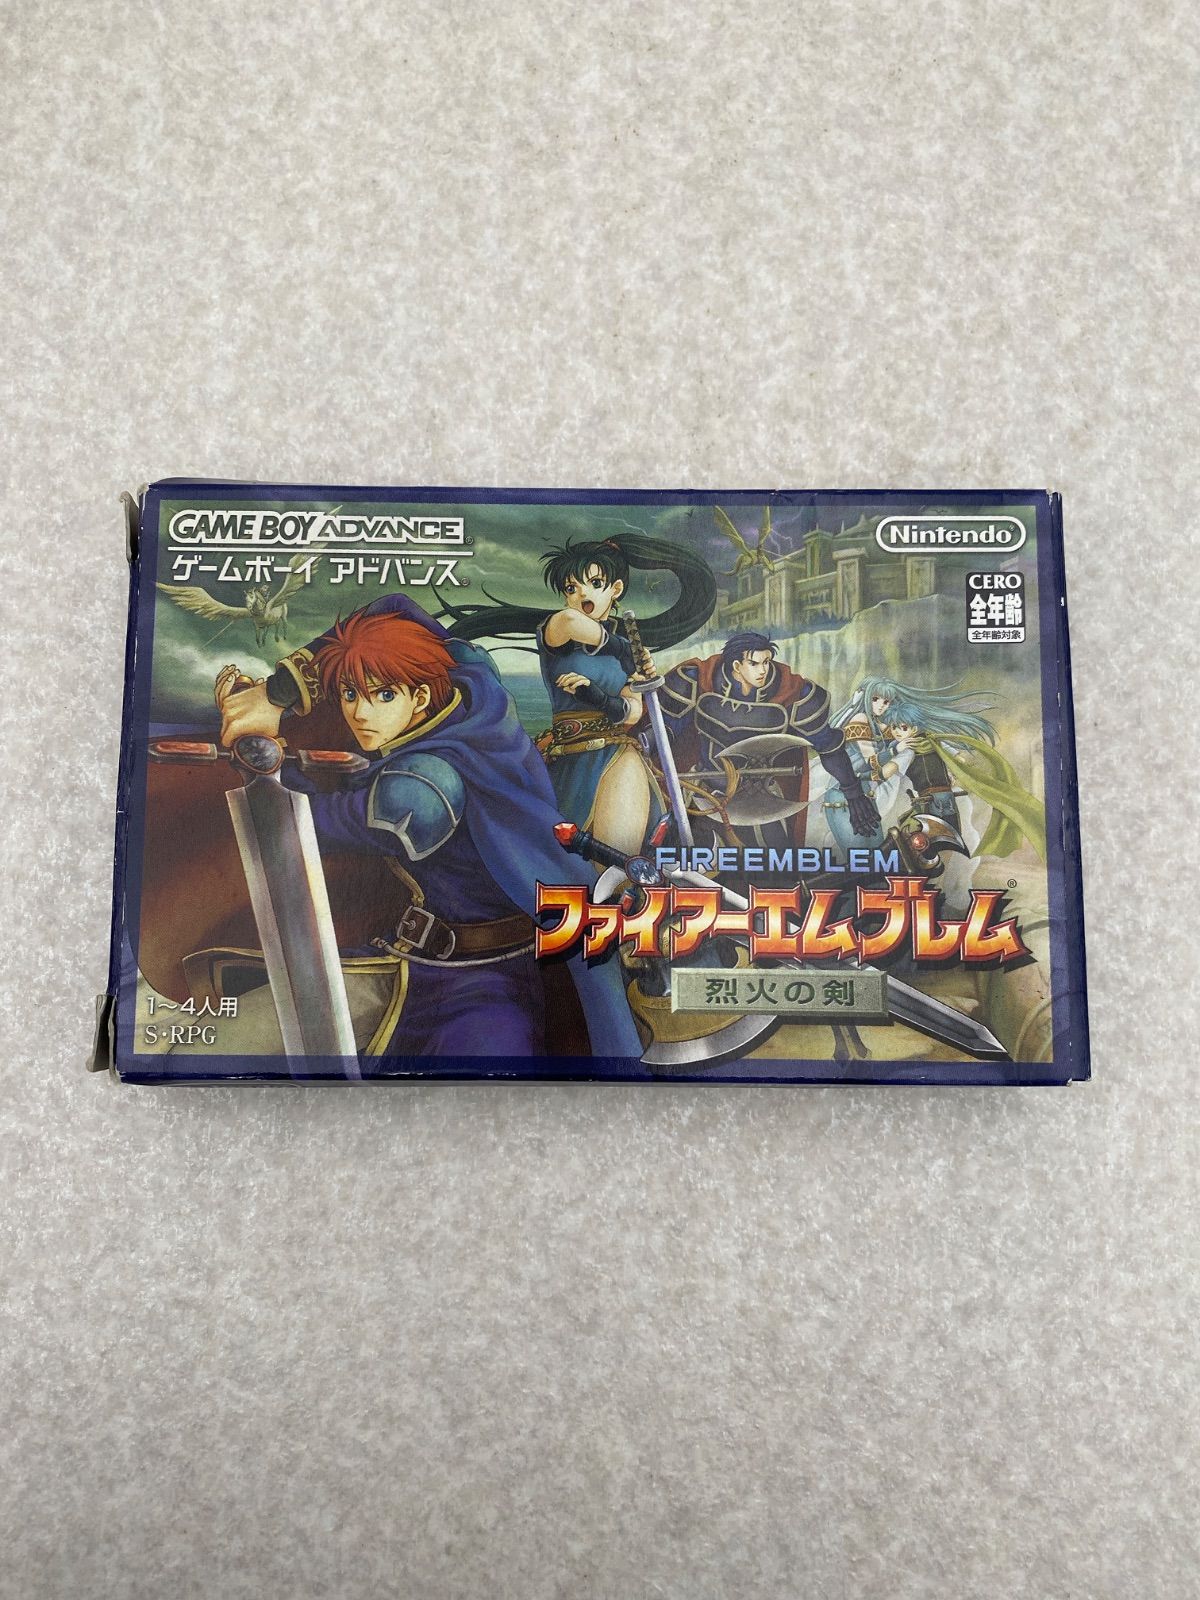 GAME BOY ADVANCE
ゲームボーイ アドバンス
Nintendo
CERO
全年齢
全年齢対象
FIRE EMBLEM
ファイアーエムブレム
烈火の剣
1〜4人用
S・RPG